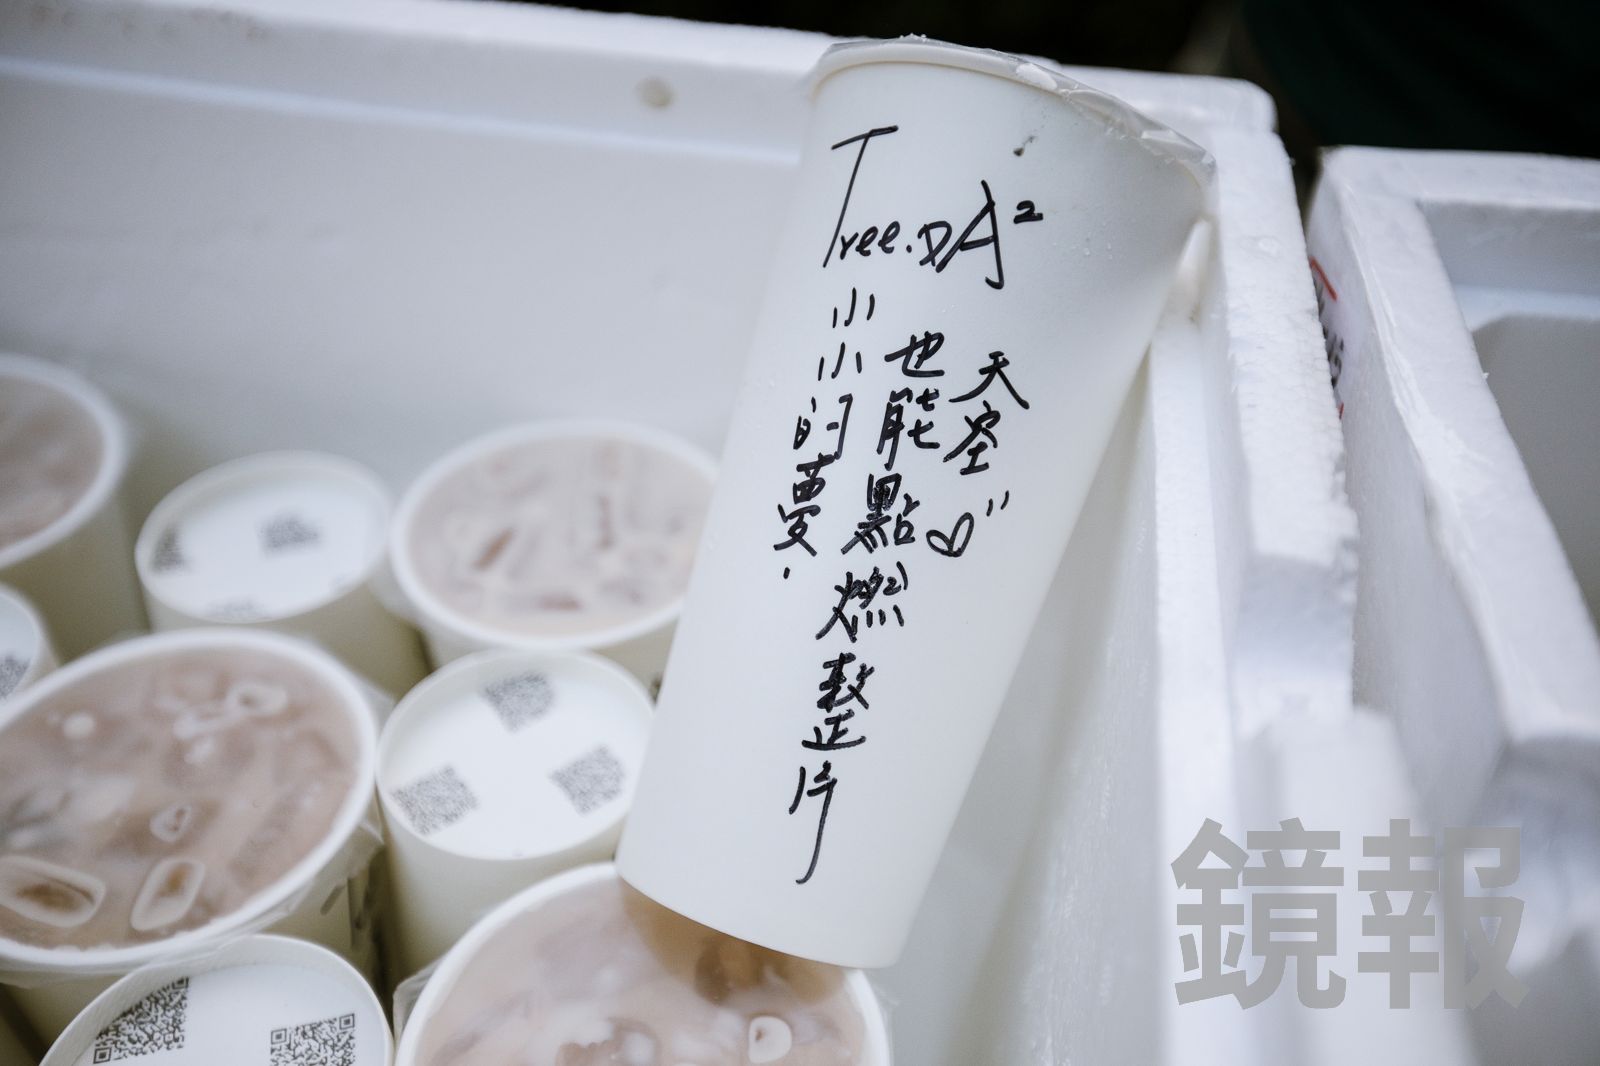 Tree.DA²
小小的夢.
也能點燃整片
天空♡"
鏡報